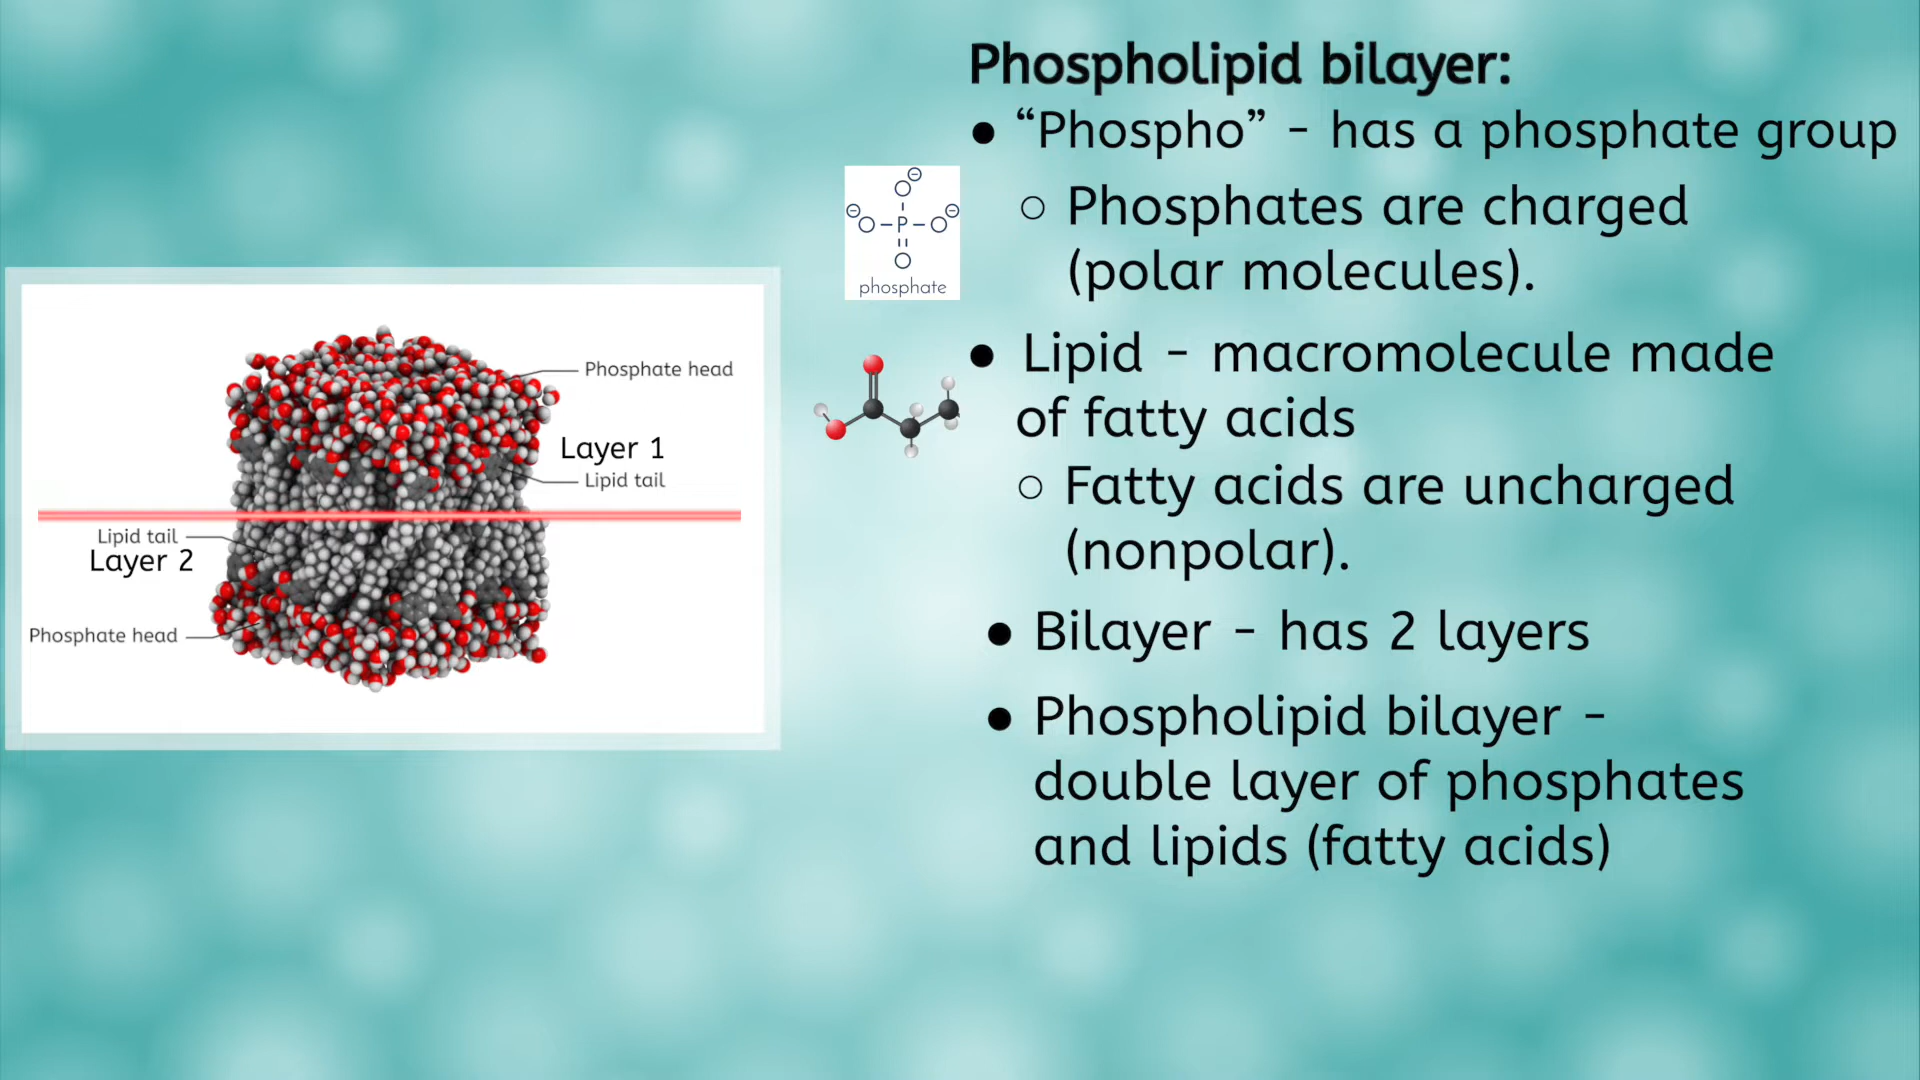 Phospholipid bilayer:
● “Phospho” - has a phosphate group
○ Phosphates are charged
(polar molecules).
● Lipid - macromolecule made
of fatty acids
○ Fatty acids are uncharged
(nonpolar).
● Bilayer - has 2 layers
● Phospholipid bilayer -
double layer of phosphates
and lipids (fatty acids)
O
O-P-O
O
phosphate
Phosphate head
Layer 1
Lipid tail
Lipid tail
Layer 2
Phosphate head